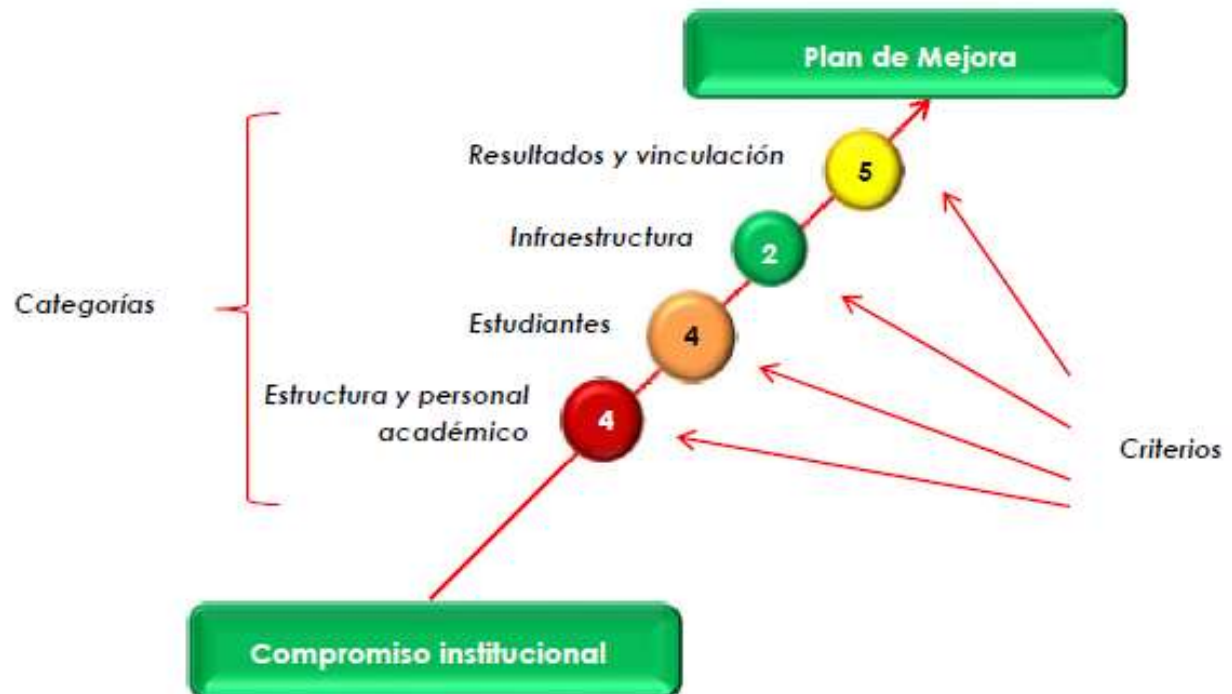 Plan de Mejora
Resultados y vinculación
5
Infraestructura
2
Categorías
Estudiantes
4
Estructura y personal
académico
4
Criterios
Compromiso institucional